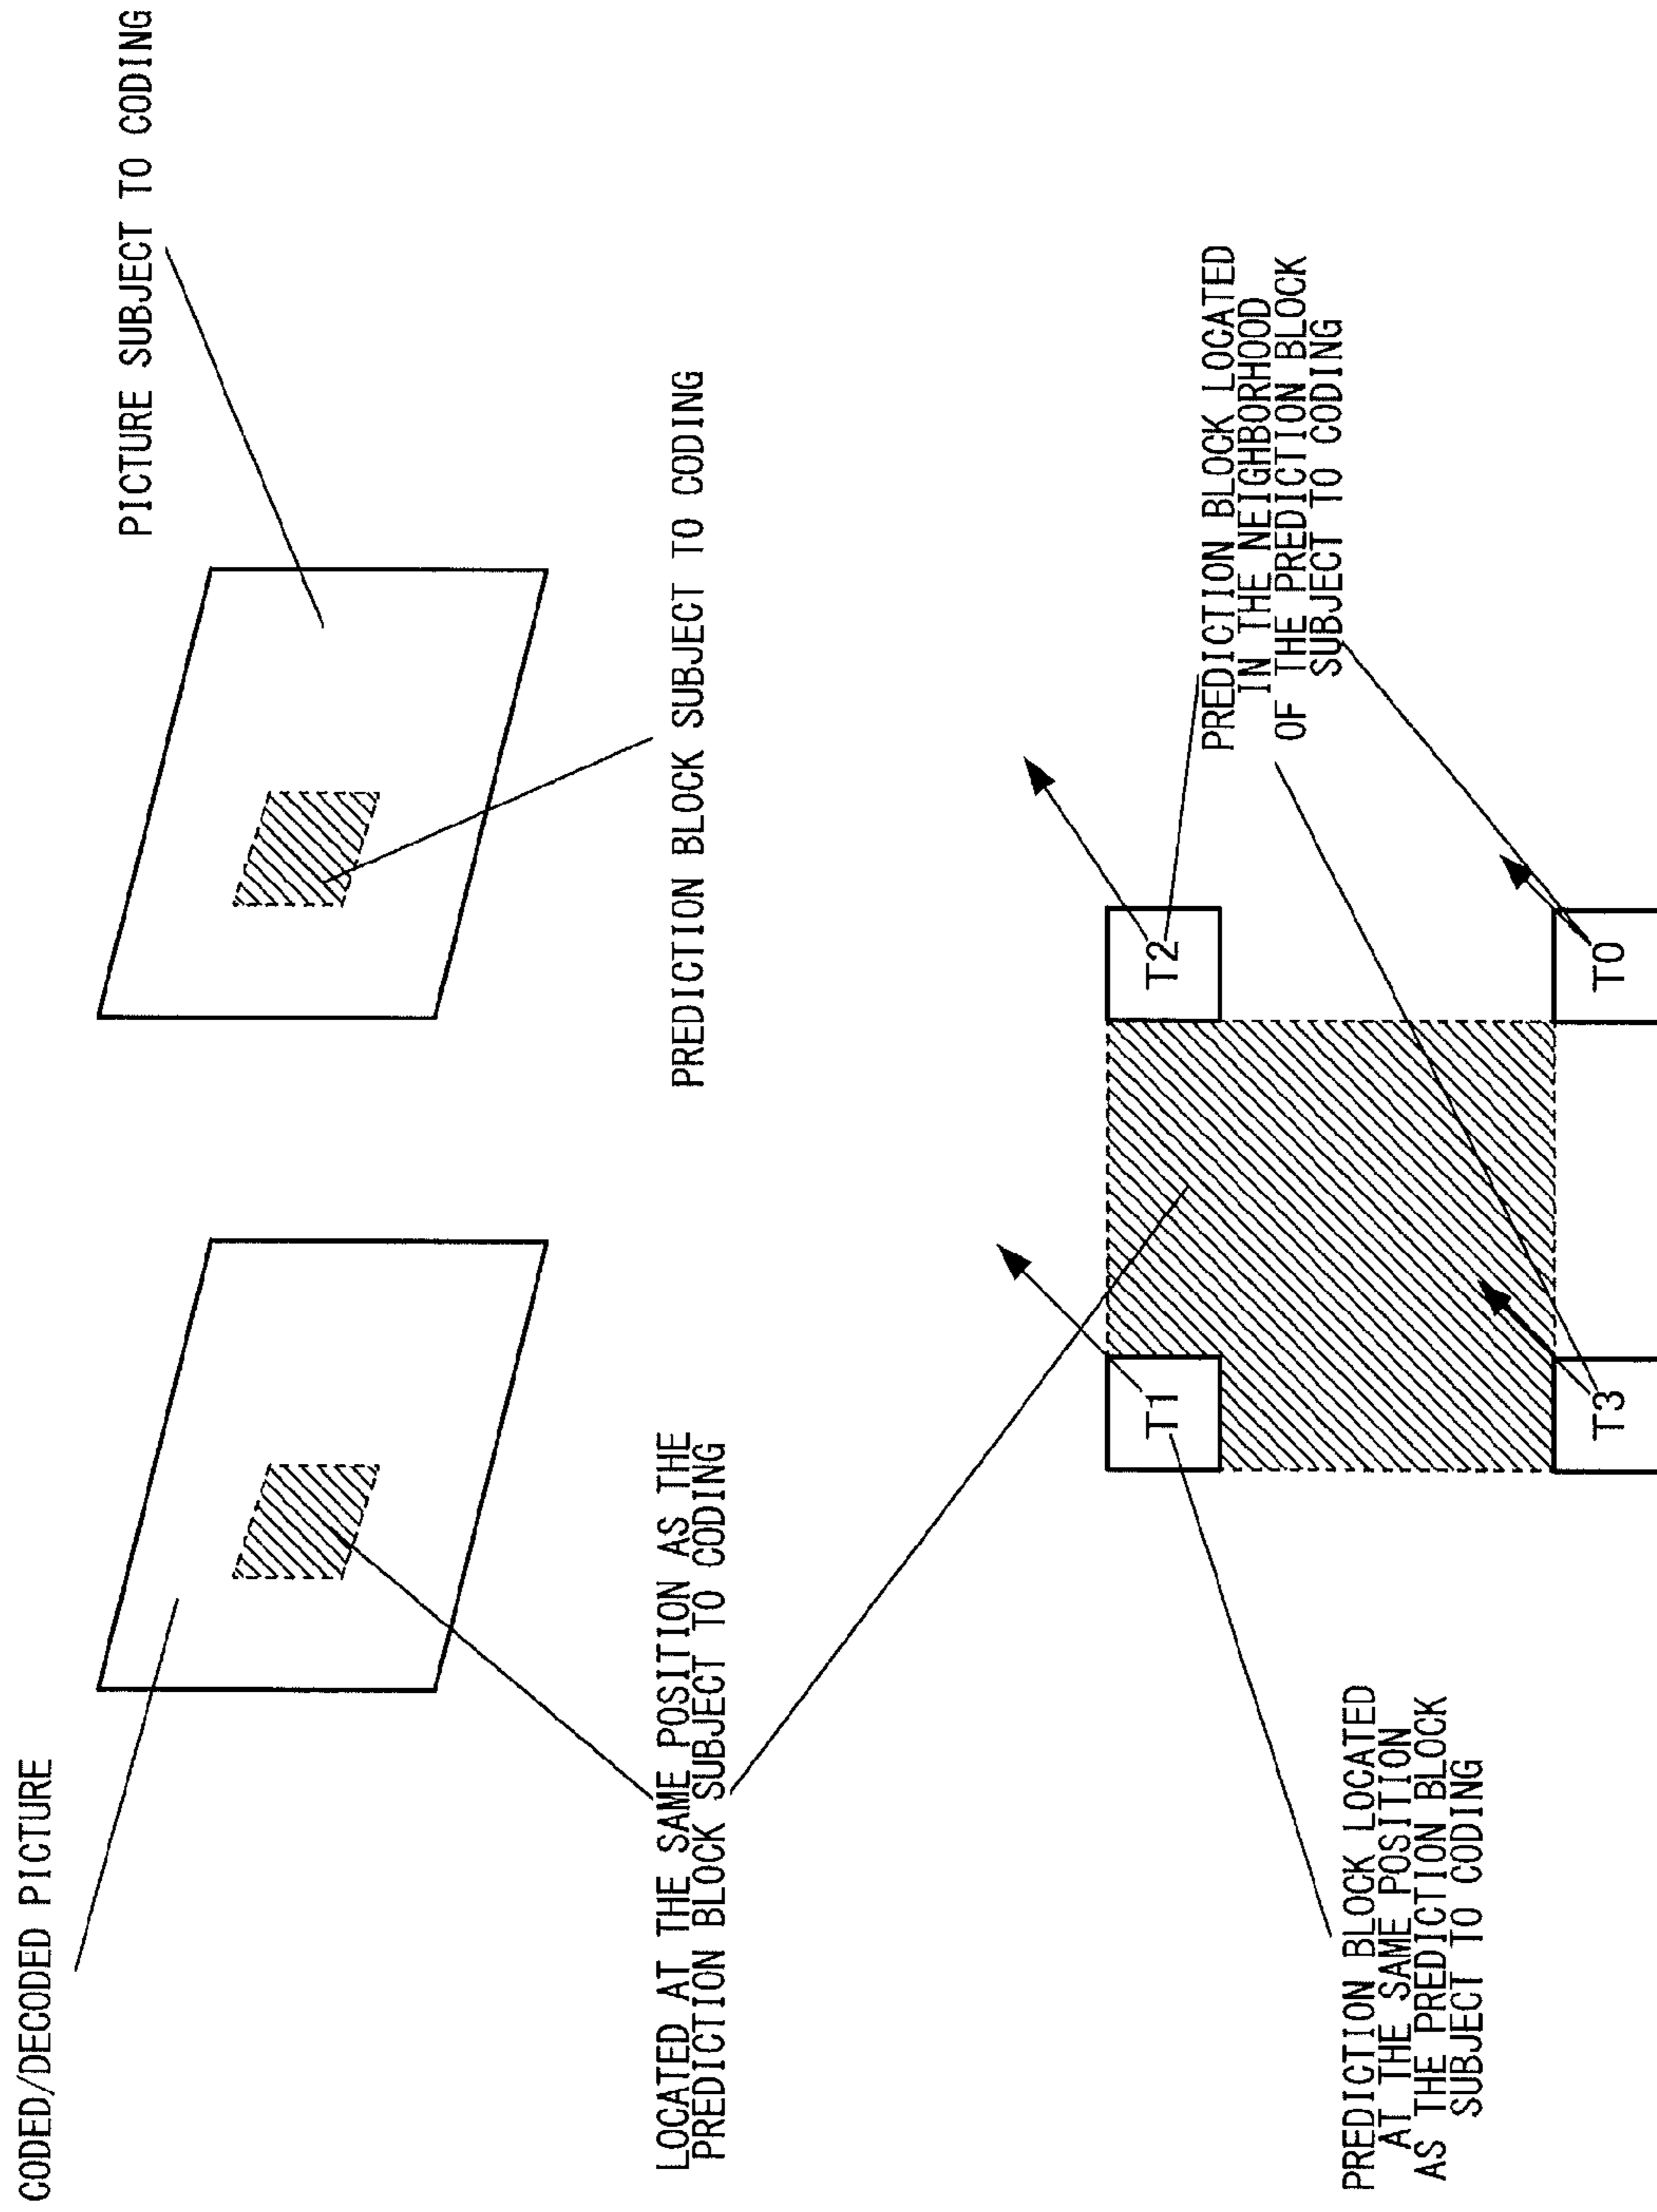 CODED/DECODED PICTURE
PICTURE SUBJECT TO CODING
LOCATED AT THE SAME POSITION AS THE
PREDICTION BLOCK SUBJECT TO CODING
PREDICTION BLOCK SUBJECT TO CODING
T1
T2
PREDICTION BLOCK LOCATED
IN THE NEIGHBORHOOD
OF THE PREDICTION BLOCK
SUBJECT TO CODING
PREDICTION BLOCK LOCATED
AT THE SAME POSITION
AS THE PREDICTION BLOCK
SUBJECT TO CODING
T3
T0